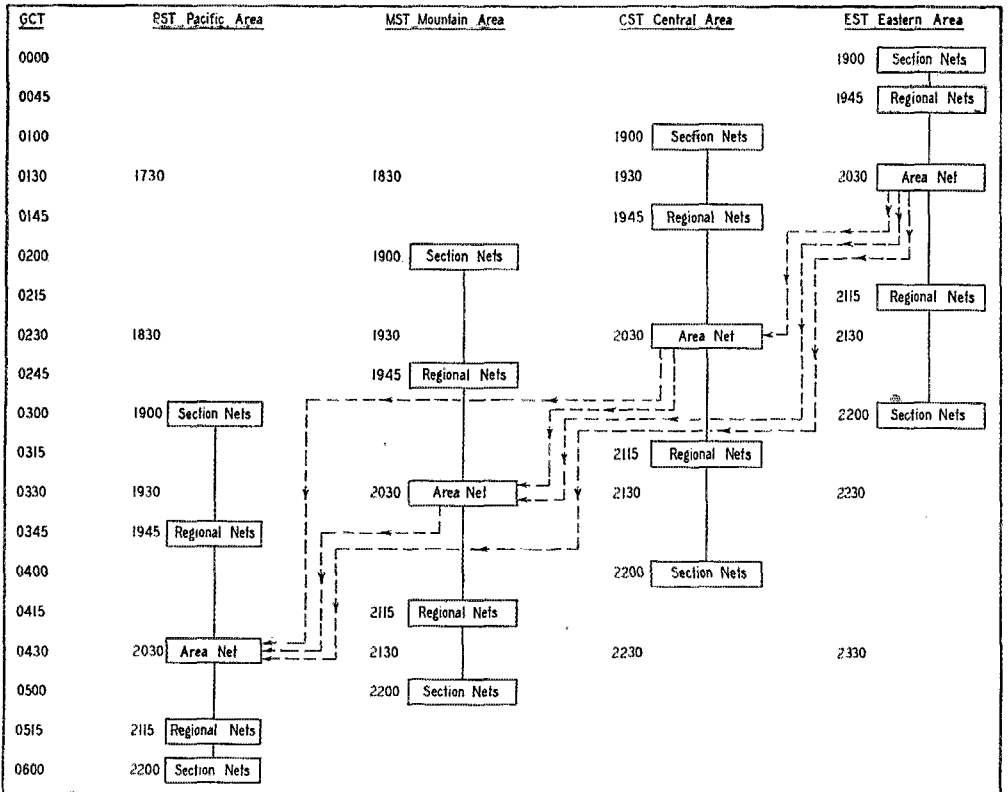 GCT PST Pacific Area MST Mountain Area CST Central Area EST Eastern Area
0000 1900 Section Nets
0045 1945 Regional Nets
0100 1900 Section Nets
0130 1730 1830 1930 2030 Area Net
0145 1945 Regional Nets
0200 1900 Section Nets
0215 2115 Regional Nets
0230 1830 1930 2030 Area Net 2130
0245 1945 Regional Nets
0300 1900 Section Nets 2200 Section Nets
0315 2115 Regional Nets
0330 1930 2030 Area Net 2130 2230
0345 1945 Regional Nets
0400 2200 Section Nets
0415 2115 Regional Nets
0430 2030 Area Net 2130 2230 2330
0500 2200 Section Nets
0515 2115 Regional Nets
0600 2200 Section Nets